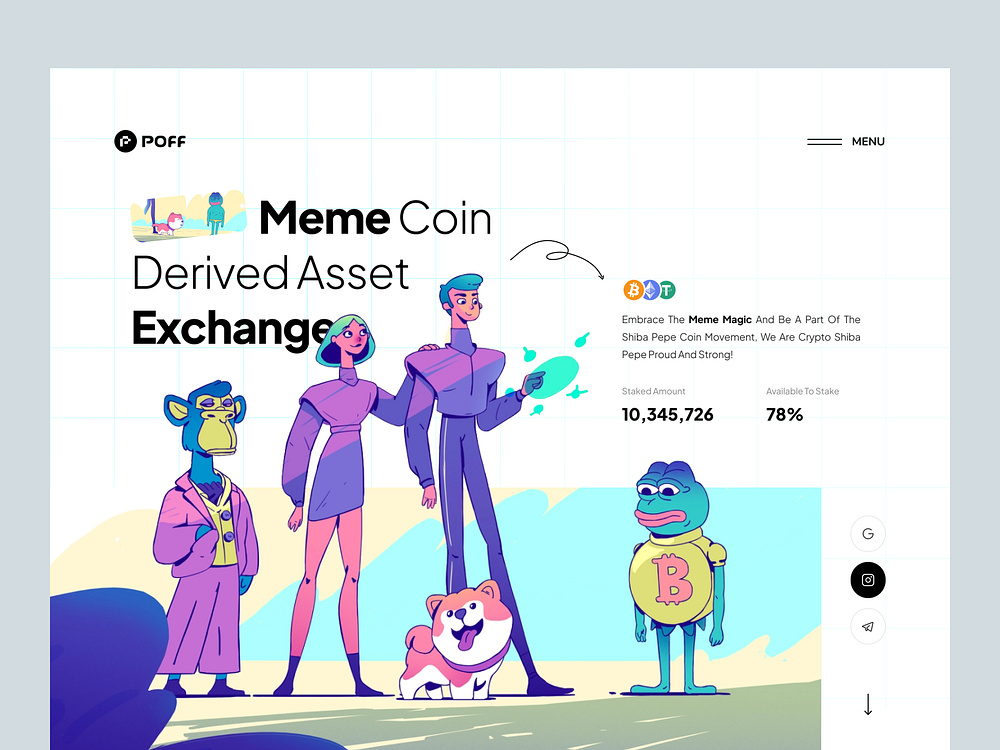 POFF
MENU
Meme Coin
Derived Asset
Exchange
Embrace The Meme Magic And Be A Part Of The
Shiba Pepe Coin Movement, We Are Crypto Shiba
Pepe Proud And Strong!
Staked Amount
Available To Stake
10,345,726
78%